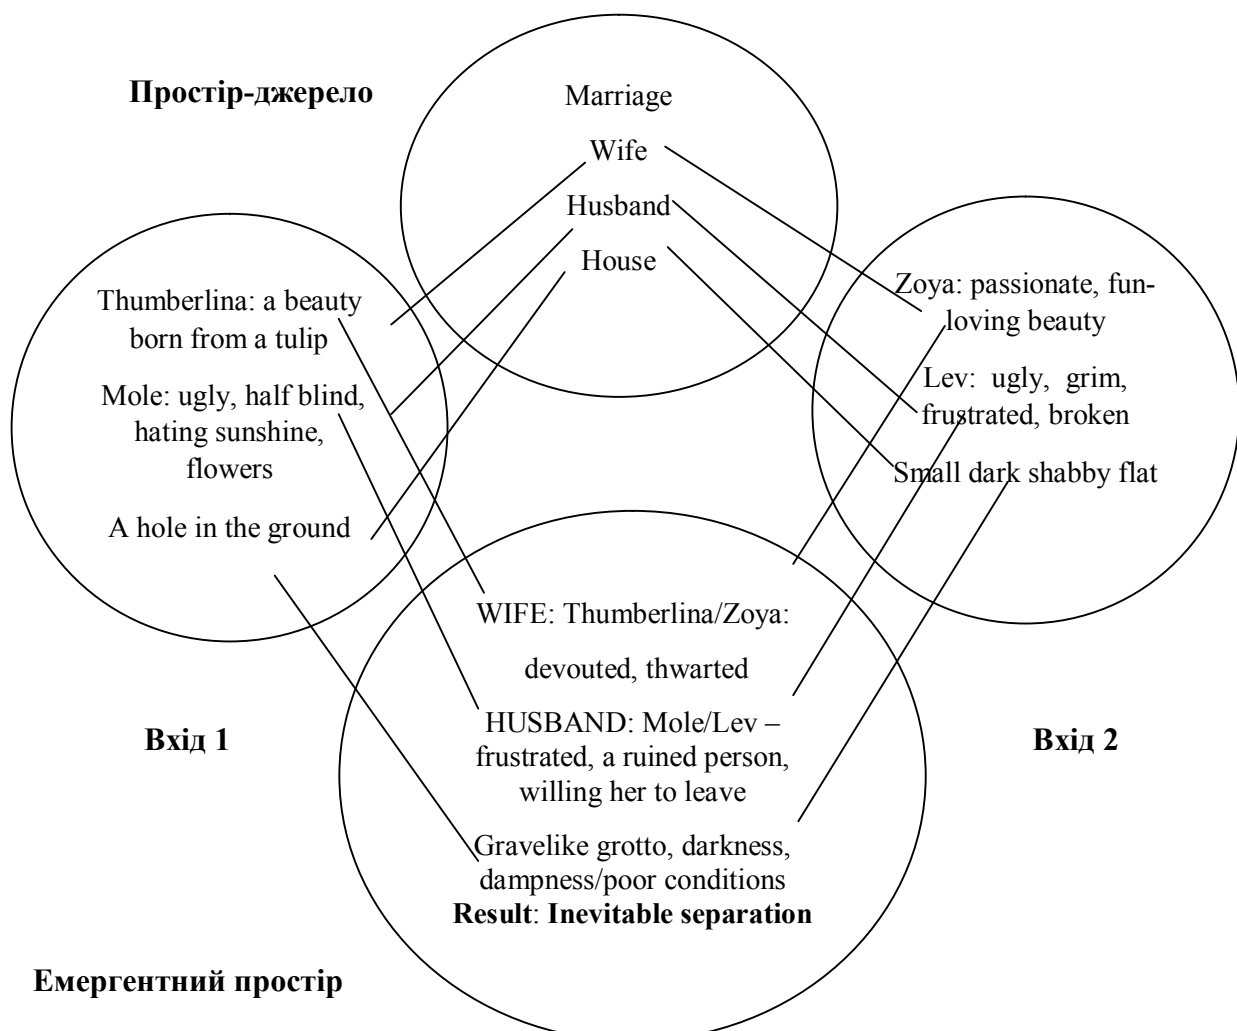 Простір-джерело
Marriage
Wife
Husband
House
Thumberlina: a beauty
born from a tulip
Mole: ugly, half blind,
hating sunshine,
flowers
A hole in the ground
Zoya: passionate, fun-
loving beauty
Lev: ugly, grim,
frustrated, broken
Small dark shabby flat
WIFE: Thumberlina/Zoya:
devouted, thwarted
HUSBAND: Mole/Lev –
frustrated, a ruined person,
willing her to leave
Gravelike grotto, darkness,
dampness/poor conditions
Result: Inevitable separation
Вхід 1
Вхід 2
Емергентний простір